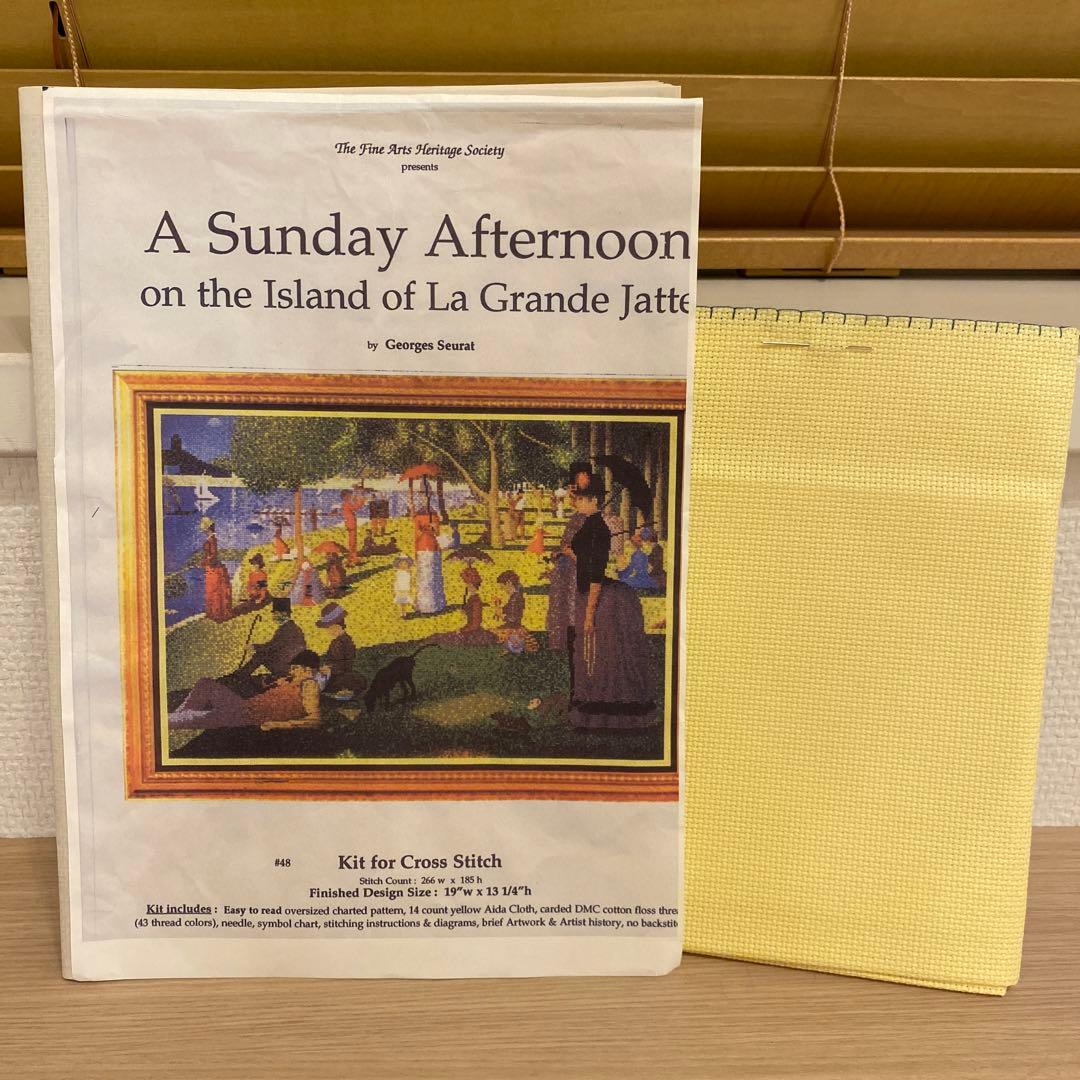 The Fine Arts Heritage Society
presents
A Sunday Afternoon
on the Island of La Grande Jatte
by Georges Seurat
#48 Kit for Cross Stitch
Stitch Count : 266 w x 185 h
Finished Design Size : 19"w x 13 1/4"h
Kit includes : Easy to read oversized charted pattern, 14 count yellow Aida Cloth, carded DMC cotton floss
(43 thread colors), needle, symbol chart, stitching instructions & diagrams, brief Artwork & Artist history, no